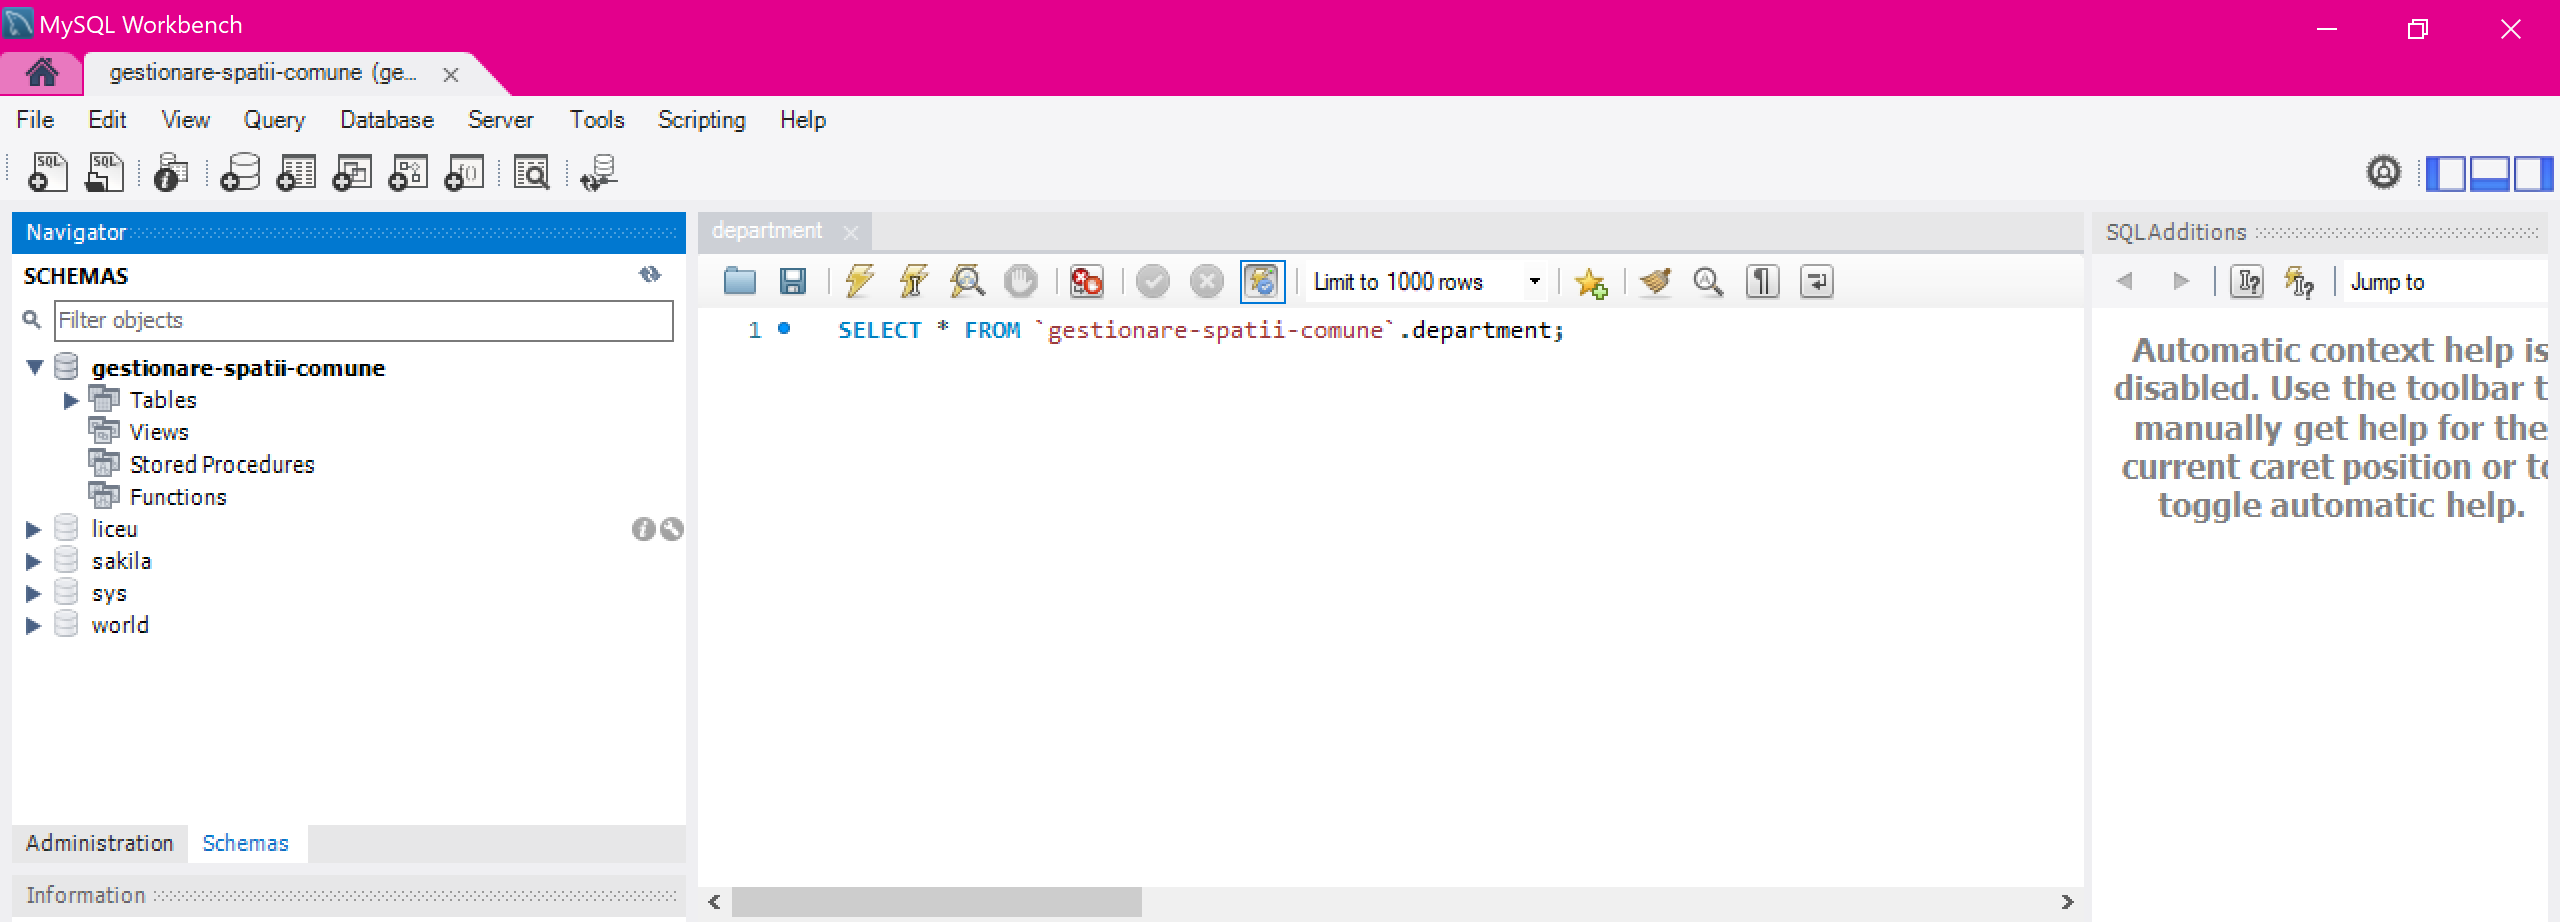 MySQL Workbench
gestionare-spatii-comune (ge...
File Edit View Query Database Server Tools Scripting Help
Navigator
SCHEMAS
Filter objects
gestionare-spatii-comune
Tables
Views
Stored Procedures
Functions
liceu
sakila
sys
world
Administration Schemas
Information
department
Limit to 1000 rows
1 SELECT * FROM `gestionare-spatii-comune`.department;
SQLAdditions
Jump to
Automatic context help is
disabled. Use the toolbar t
manually get help for the
current caret position or to
toggle automatic help.